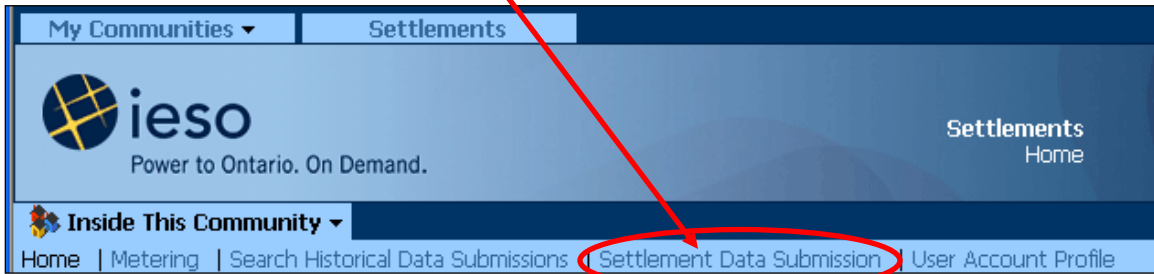 My Communities Settlements
ieso
Power to Ontario. On Demand.
Settlements
Home
Inside This Community
Home | Metering | Search Historical Data Submissions | Settlement Data Submission | User Account Profile